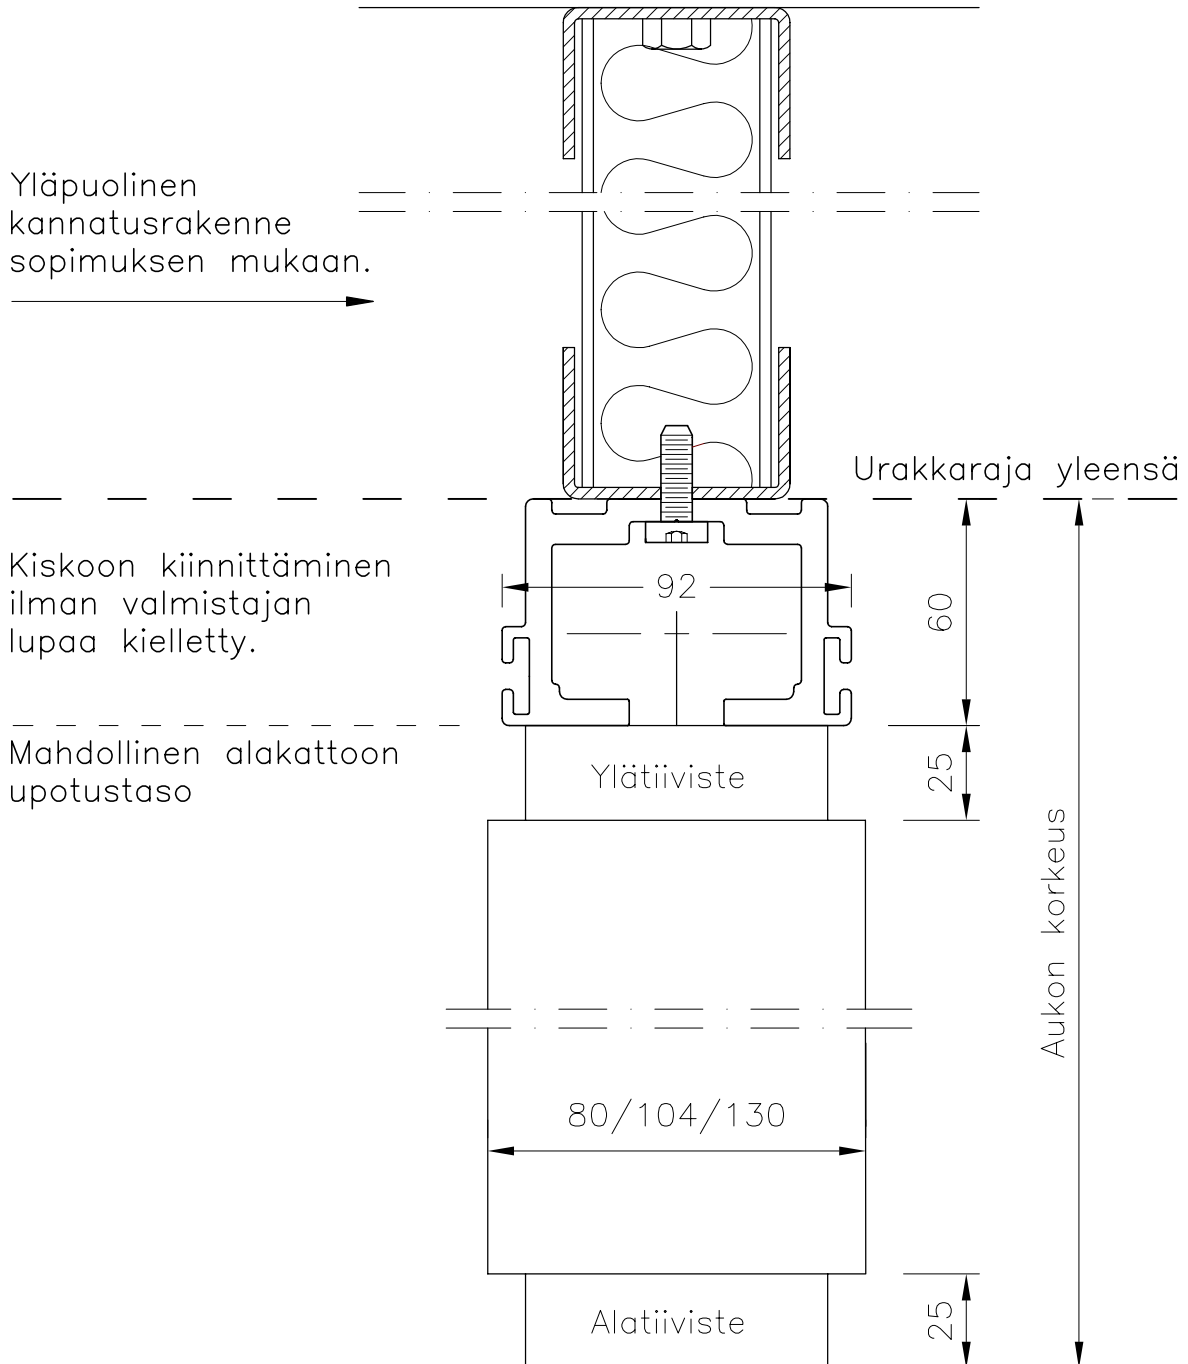 Yläpuolinen
kannatusrakenne
sopimuksen mukaan.
Urakkaraja yleensä
Kiskoon kiinnittäminen
ilman valmistajan
lupaa kielletty.
92
60
Mahdollinen alakattoon
upotustaso
Ylätiiviste
25
Aukon korkeus
80/104/130
Alatiiviste
25